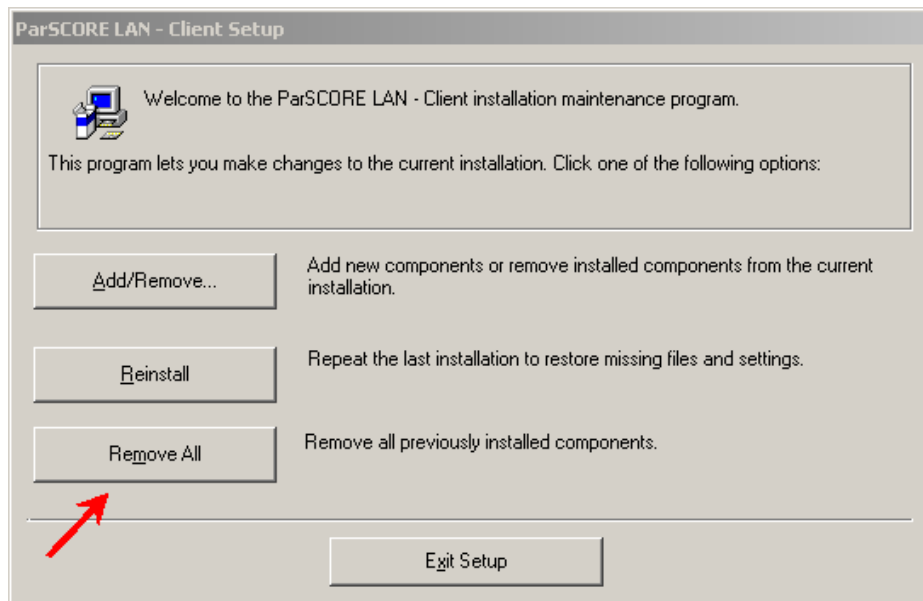 ParSCORE LAN - Client Setup
Welcome to the ParSCORE LAN - Client installation maintenance program.
This program lets you make changes to the current installation. Click one of the following options:
Add/Remove...
Add new components or remove installed components from the current
installation.
Reinstall
Repeat the last installation to restore missing files and settings.
Remove All
Remove all previously installed components.
Exit Setup